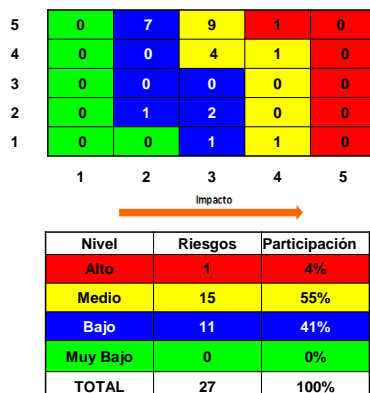 5 0 7 9 1 0
4 0 0 4 1 0
3 0 0 0 0 0
2 0 1 2 0 0
1 0 0 1 1 0
1 2 3 4 5
Impacto
Nivel Riesgos Participación
Alto 1 4%
Medio 15 55%
Bajo 11 41%
Muy Bajo 0 0%
TOTAL 27 100%